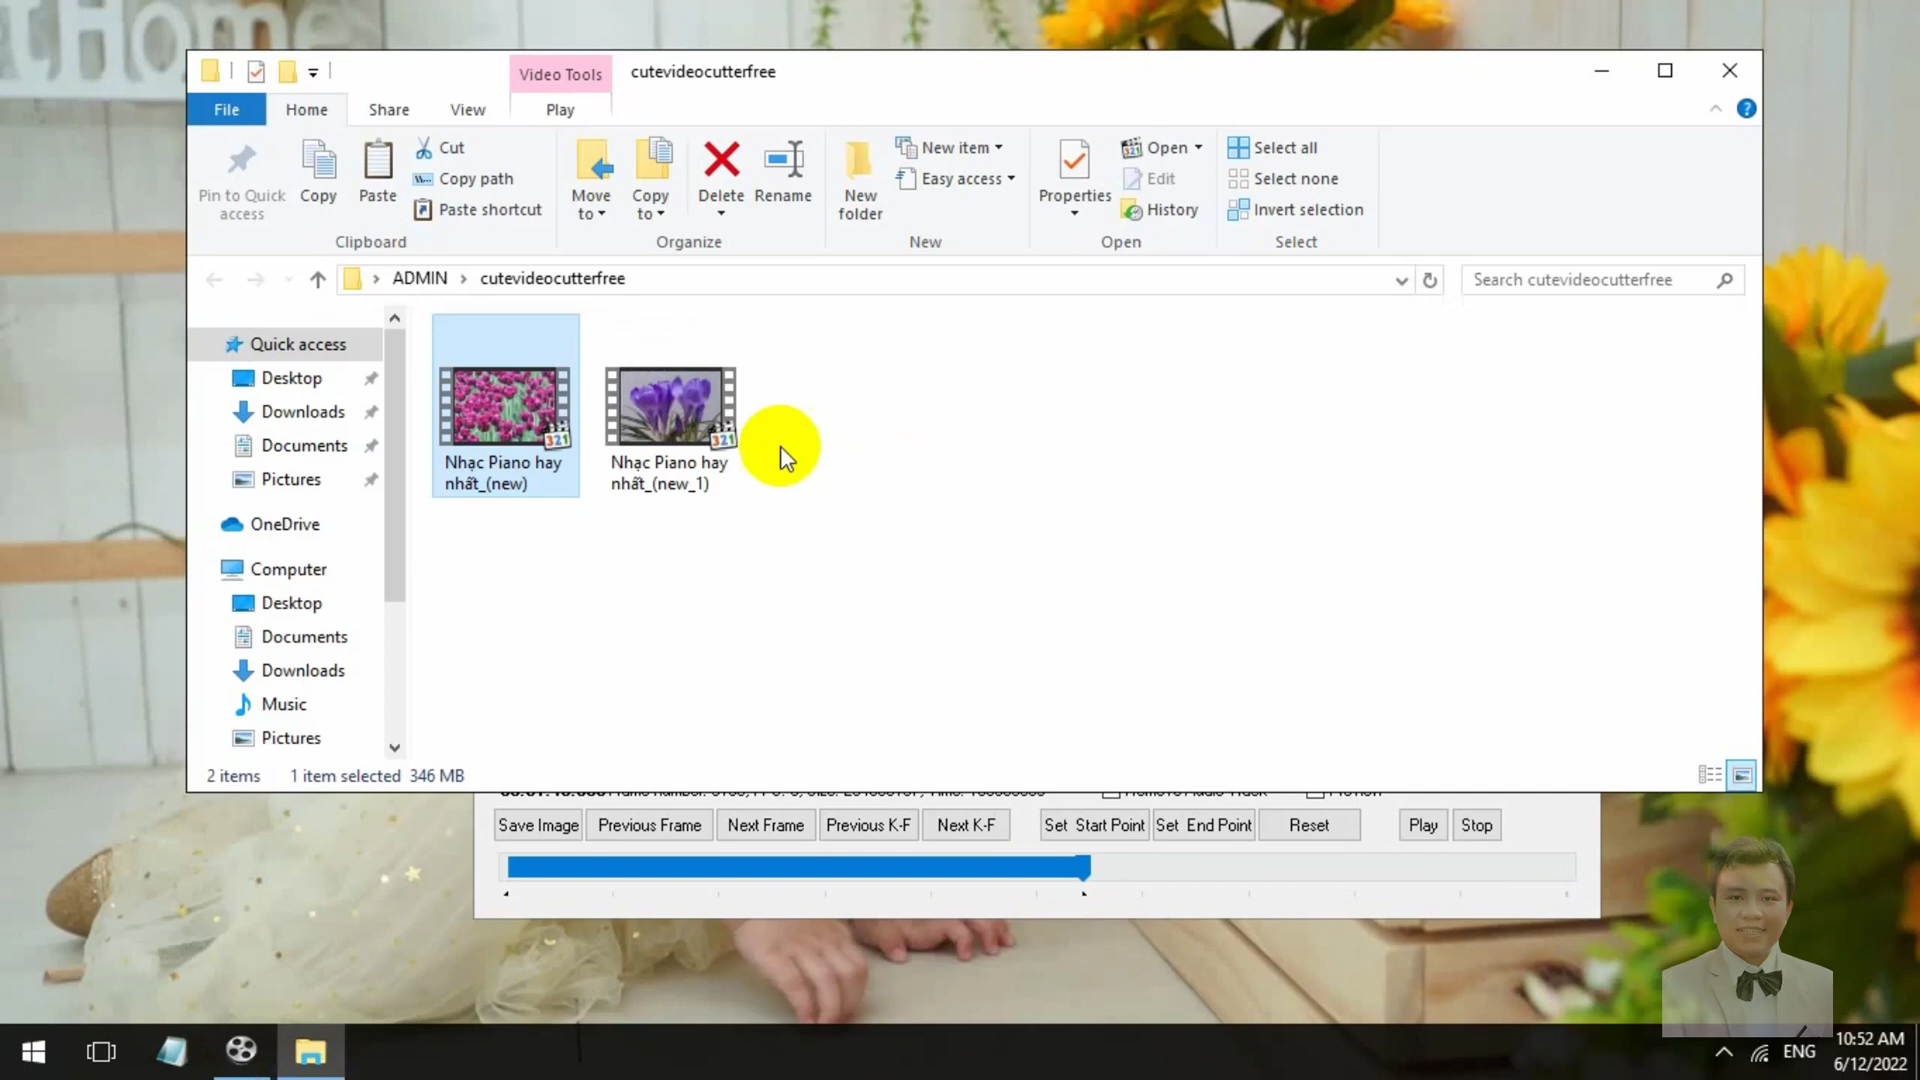 Home
Video Tools
cutevideocutterfree
File
Home
Share
View
Play
Pin to Quick
access
Copy
Paste
Cut
Copy path
Paste shortcut
Clipboard
Move
to
Copy
to
Delete
Rename
Organize
New
folder
New item
Easy access
New
Properties
Open
Edit
History
Open
Select all
Select none
Invert selection
Select
ADMIN
cutevideocutterfree
Search cutevideocutterfree
Quick access
Desktop
Downloads
Documents
Pictures
OneDrive
Computer
Desktop
Documents
Downloads
Music
Pictures
321
Nhạc Piano hay
nhất_(new)
321
Nhạc Piano hay
nhất_(new_1)
2 items
1 item selected 346 MB
Save Image
Previous Frame
Next Frame
Previous K-F
Next K-F
Set Start Point
Set End Point
Reset
Play
Stop
ENG
10:52 AM
6/12/2022